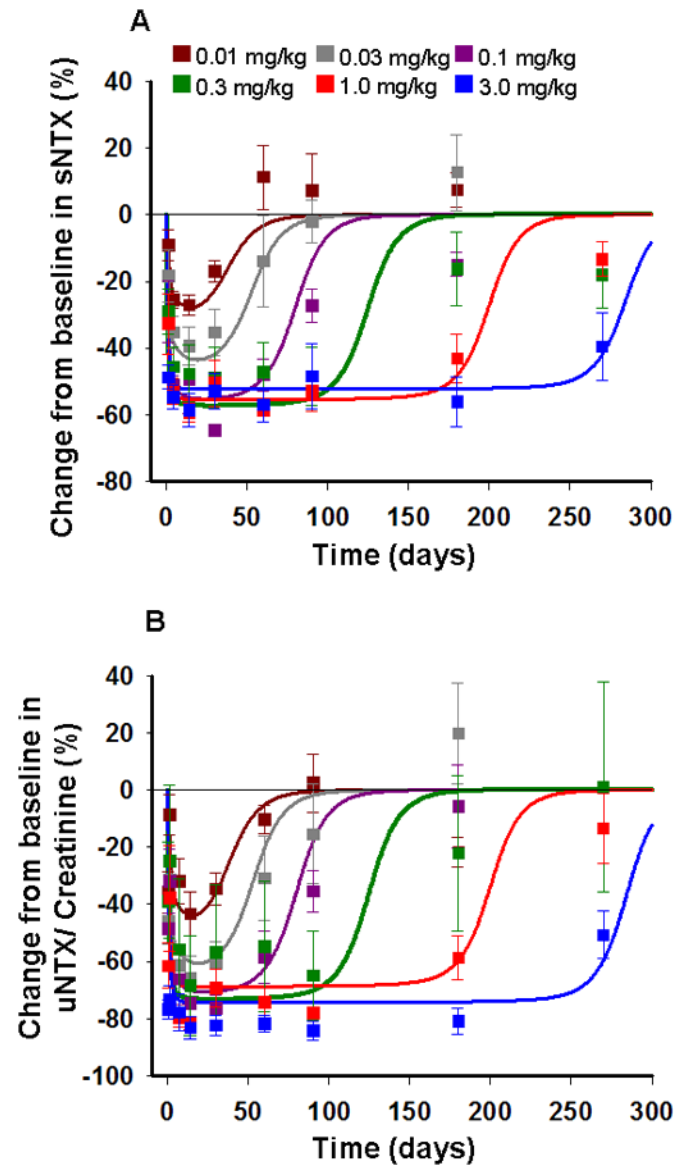 A
0.01 mg/kg 0.03 mg/kg 0.1 mg/kg
0.3 mg/kg 1.0 mg/kg 3.0 mg/kg
Change from baseline in sNTX (%)
40
20
0
-20
-40
-60
-80
0 50 100 150 200 250 300
Time (days)
B
Change from baseline in
uNTX/ Creatinine (%)
40
20
0
-20
-40
-60
-80
-100
0 50 100 150 200 250 300
Time (days)